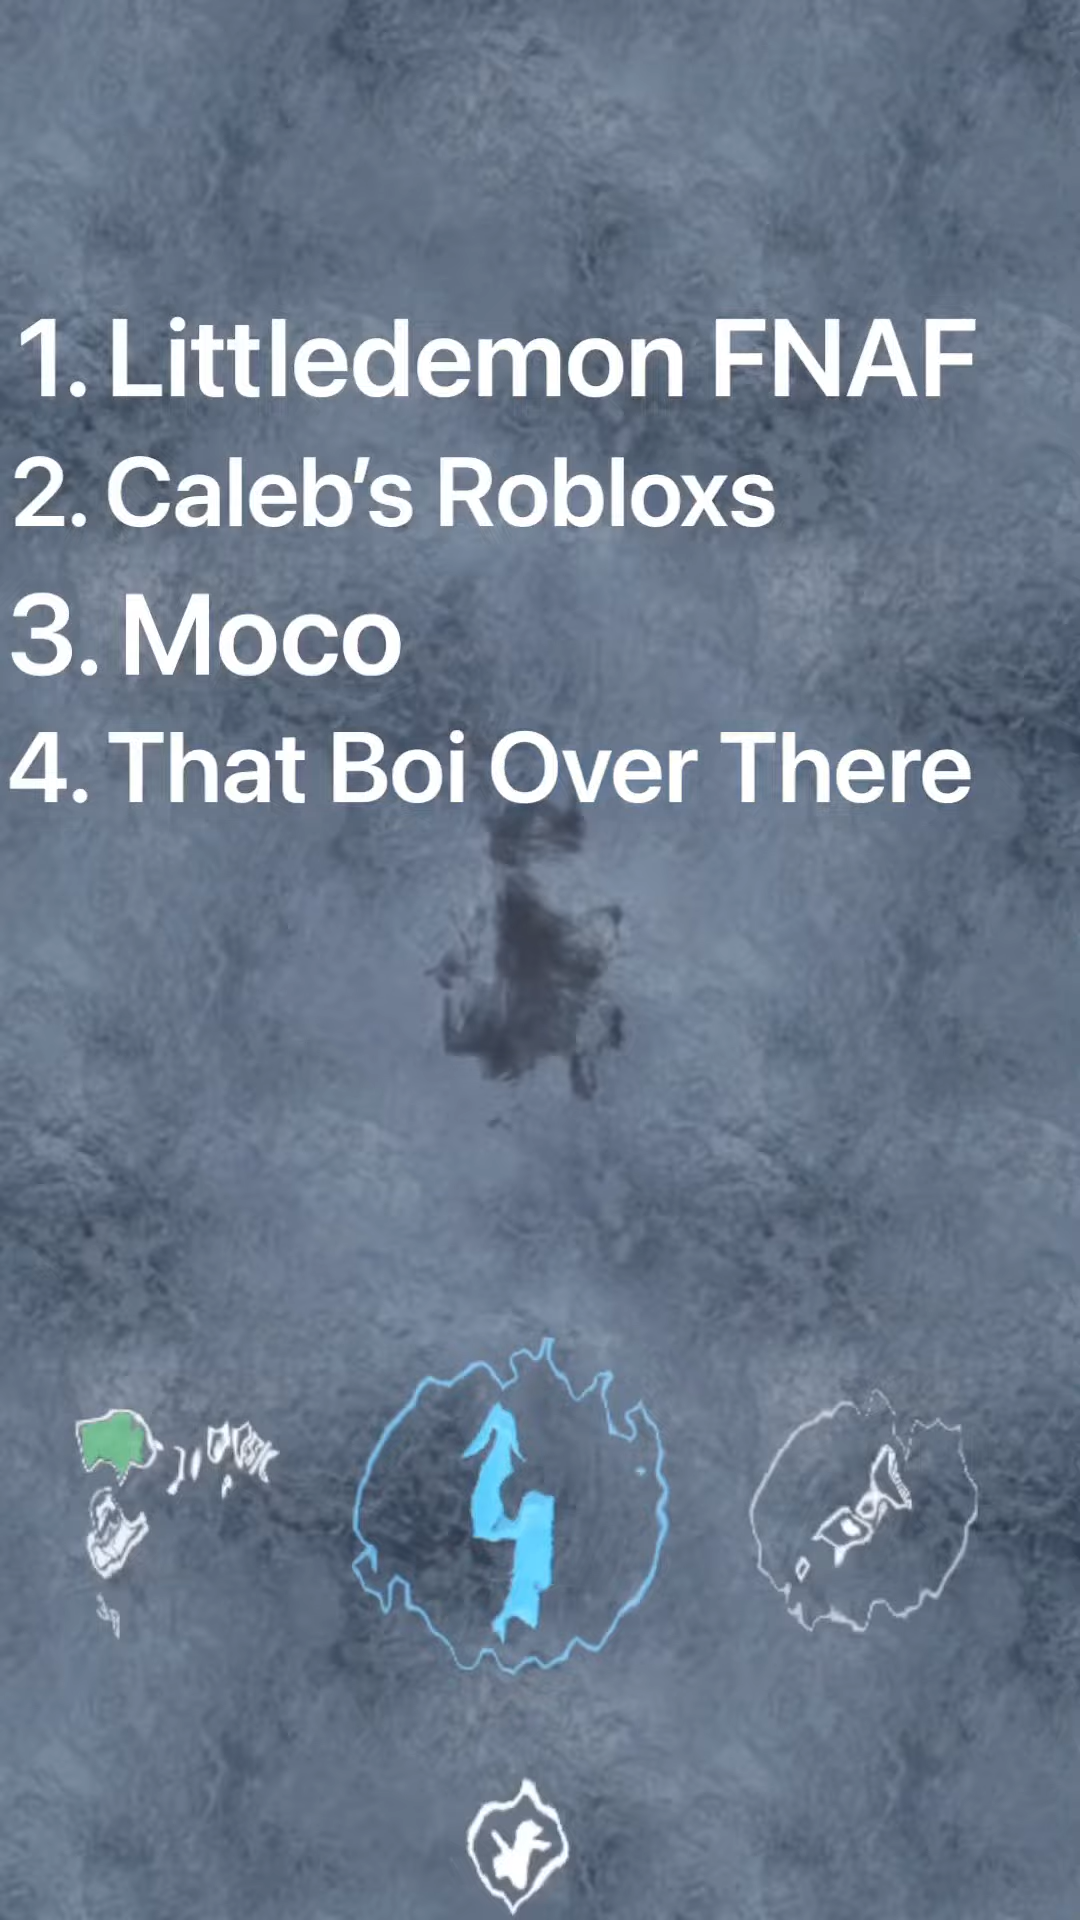 1. Littledemon FNAF
2. Caleb’s Robloxs
3. Moco
4. That Boi Over There